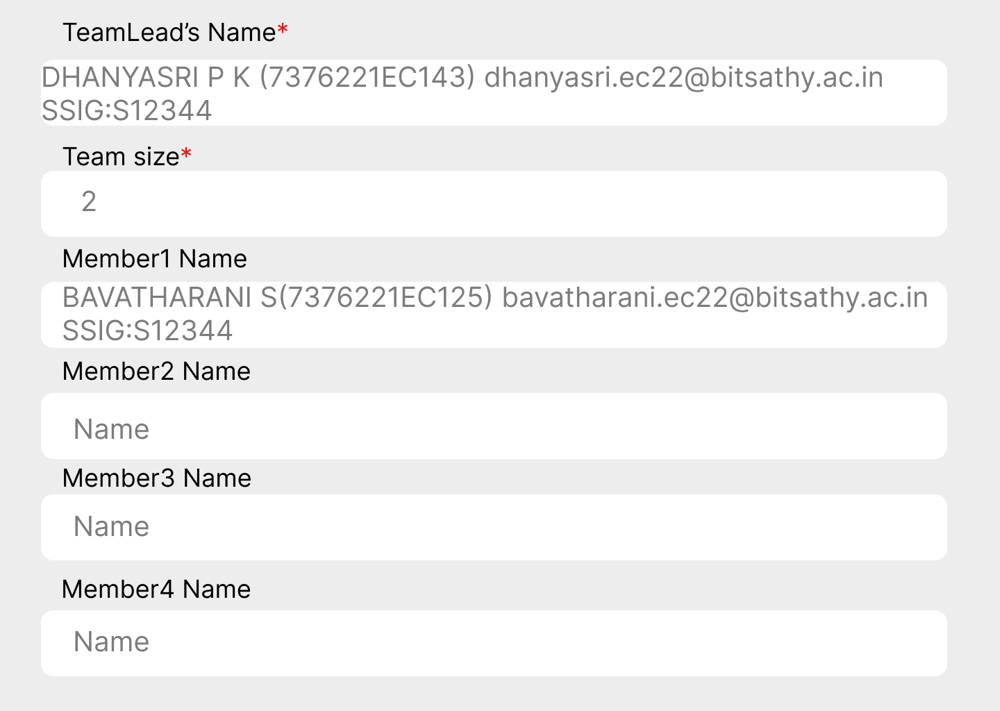 TeamLead’s Name*
DHANYASRI P K (7376221EC143) dhanyasri.ec22@bitsathy.ac.in
SSIG:S12344
Team size*
2
Member1 Name
BAVATHARANI S(7376221EC125) bavatharani.ec22@bitsathy.ac.in
SSIG:S12344
Member2 Name
Name
Member3 Name
Name
Member4 Name
Name